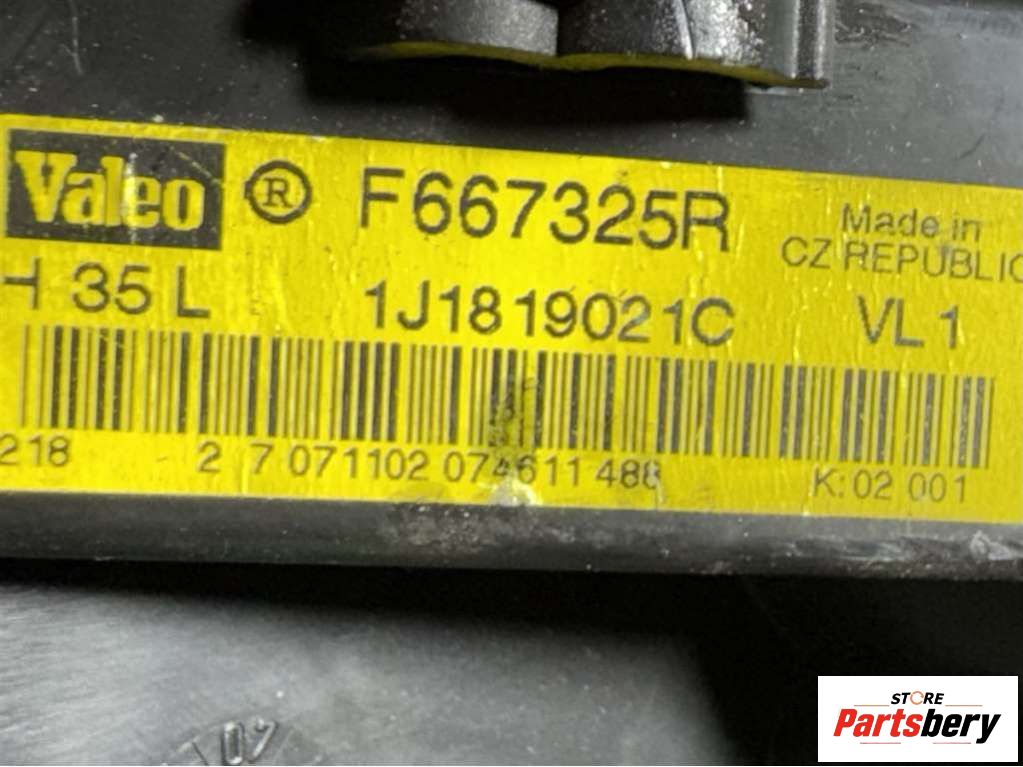 Valeo ® F667325R Made in
CZ REPUBLIC
H 35 L 1J1819021C VL 1
218 2 7 071102 074611 488 K: 02 001
STORE
Partsbery